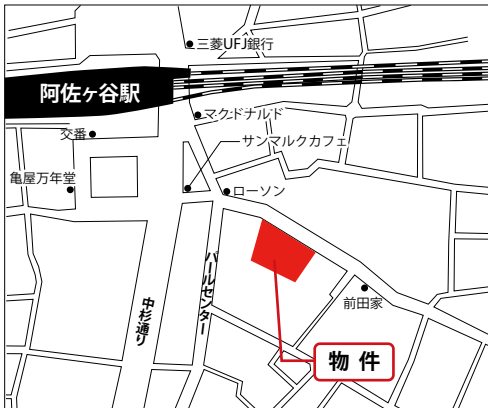 三菱UFJ銀行
阿佐ヶ谷駅
マクドナルド
交番
サンマルクカフェ
亀屋万年堂
ローソン
パールセンター
中杉通り
前田家
物件